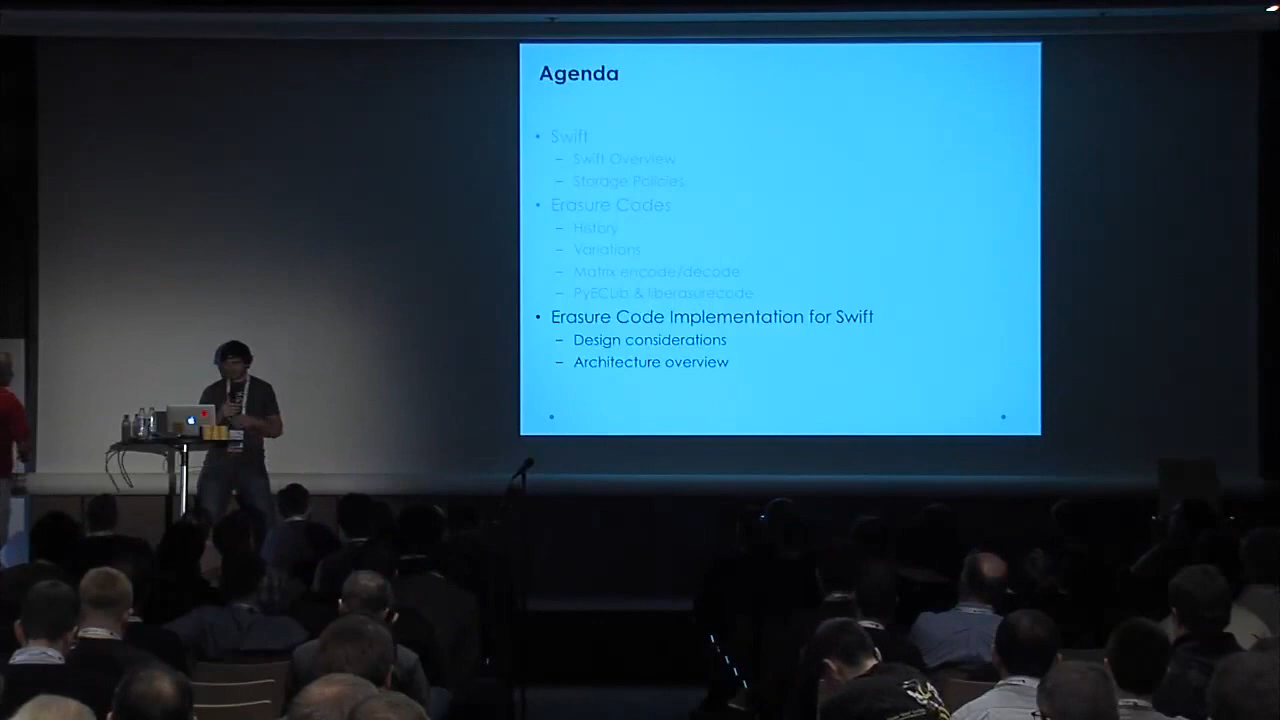 Agenda
• Swift
– Swift Overview
– Storage Policies
• Erasure Codes
– History
– Variations
– Matrix encode/decode
– PyECLib & liberasurecode
• Erasure Code Implementation for Swift
– Design considerations
– Architecture overview